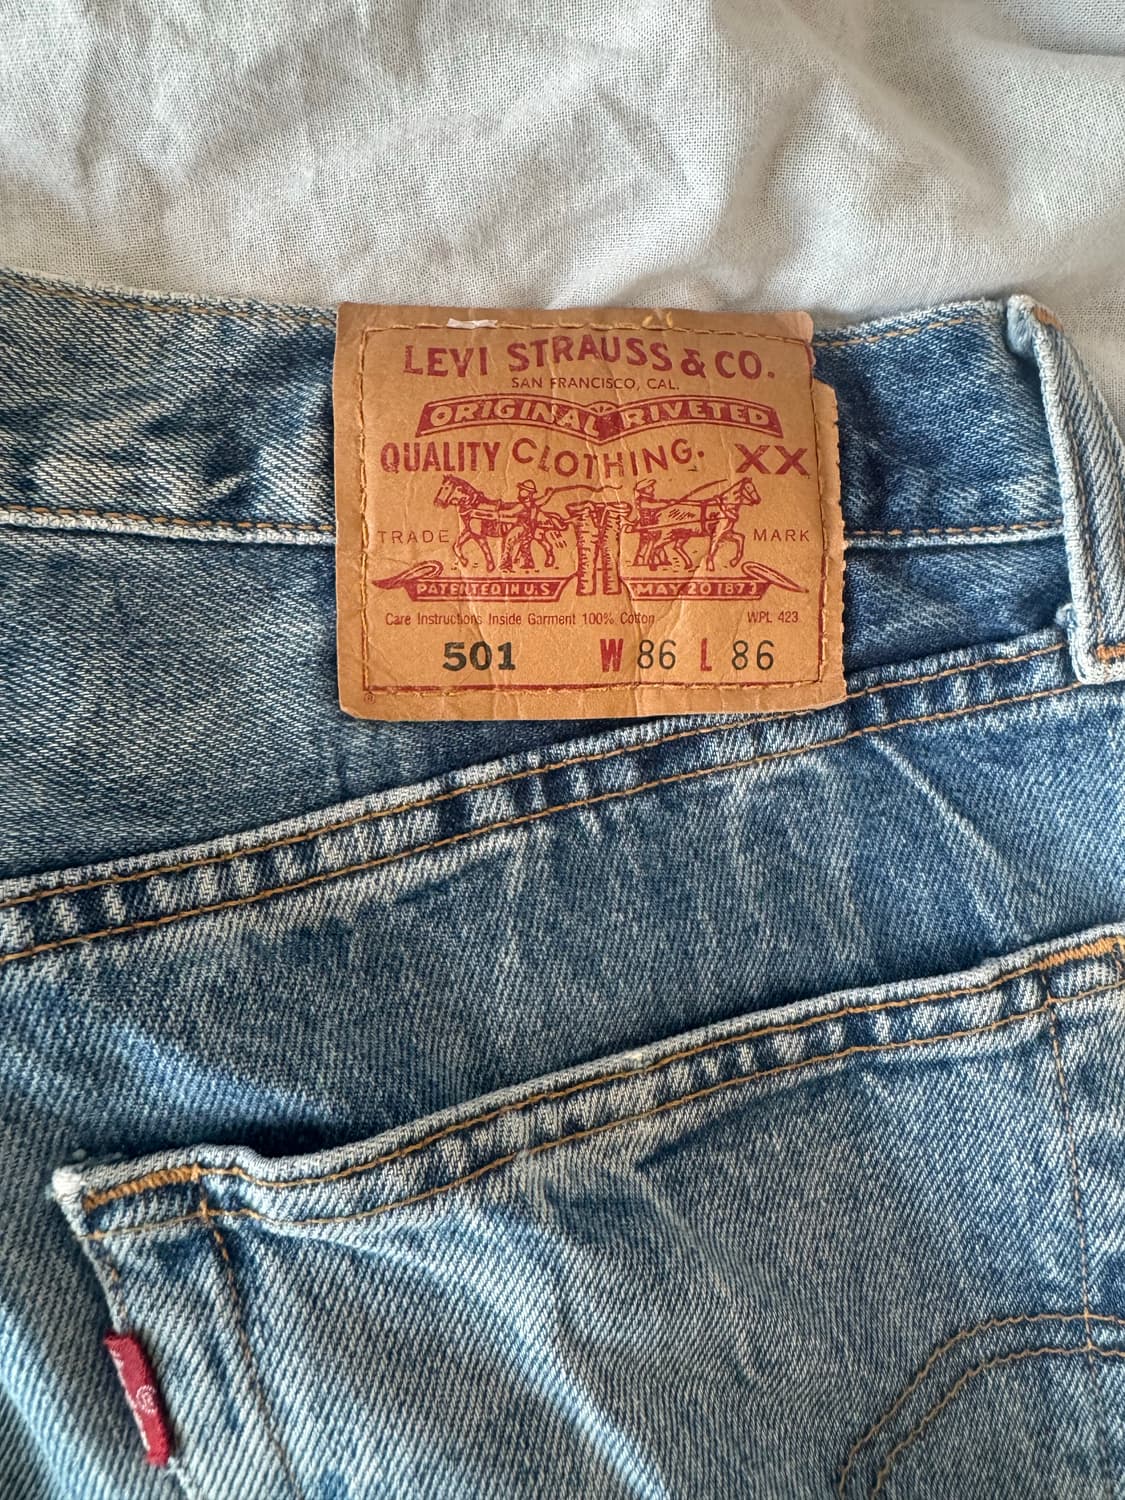 LEVI STRAUSS & CO.
SAN FRANCISCO, CAL.
ORIGINAL RIVETED
QUALITY CLOTHING. XX
TRADE MARK
PATENTED IN U.S MAY 20 1873
Care Instructions Inside Garment 100% Cotton WPL 423
501 W 86 L 86
®
®